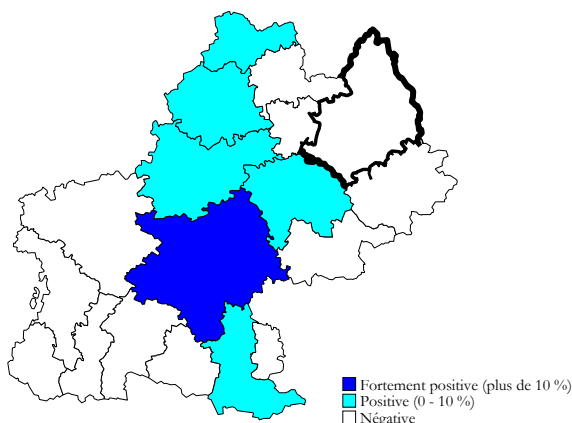 Fortement positive (plus de 10 %)
Positive (0 - 10 %)
Négative